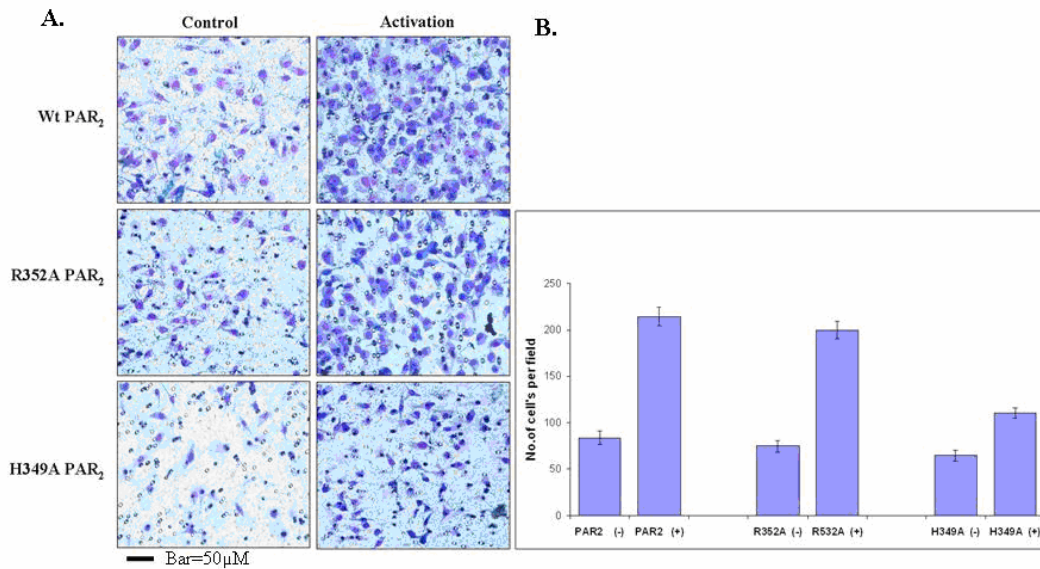 A.
Control
Activation
B.
Wt PAR2
R352A PAR2
H349A PAR2
Bar=50µM
No.of cell's per field
250
200
150
100
50
0
PAR2 (-)
PAR2 (+)
R352A (-)
R532A (+)
H349A (-)
H349A (+)